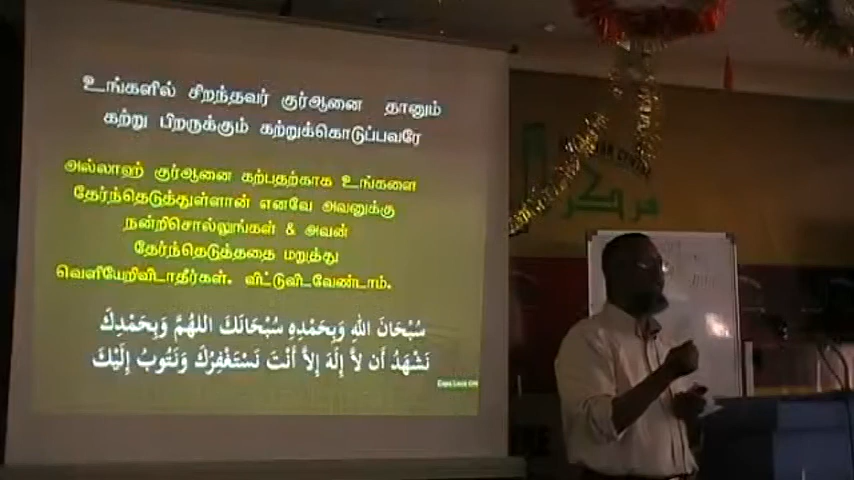 உங்களில் சிறந்தவர் குர்ஆனை தானும்
கற்று பிறருக்கும் கற்றுக்கொடுப்பவரே
அல்லாஹ் குர்ஆனை கற்பதற்காக உங்களை
தேர்ந்தெடுத்துள்ளான் எனவே அவனுக்கு
நன்றிசொல்லுங்கள் & அவன்
தேர்ந்தெடுத்ததை மறுத்து
வெளியேறிவிடாதீர்கள். விட்டுவிடவேண்டாம்.
سُبْحَانَ اللهِ وَبِحَمْدِهِ سُبْحَانَكَ اللهُمَّ وَبِحَمْدِكَ
نَشْهَدُ أَن لاَّ إِلَهَ إِلاَّ أَنْتَ نَسْتَغْفِرُكَ وَنَتُوبُ إِلَيْكَ